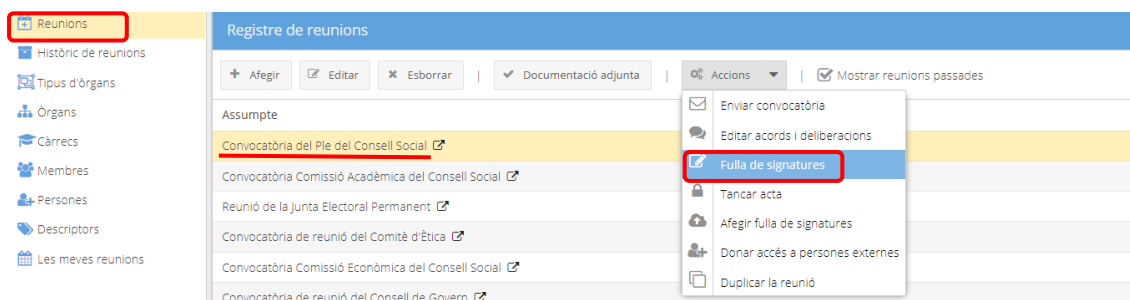 Reunions
Històric de reunions
Tipus d'òrgans
Òrgans
Càrrecs
Membres
Persones
Descriptors
Les meves reunions
Registre de reunions
Afegir Editar Esborrar | Documentació adjunta | Accions | Mostrar reunions passades
Assumpte
Convocatòria del Ple del Consell Social
Convocatòria Comissió Acadèmica del Consell Social
Reunió de la Junta Electoral Permanent
Convocatòria de reunió del Comitè d'Ètica
Convocatòria Comissió Econòmica del Consell Social
Convocatòria de reunió del Consell de Govern
Enviar convocatòria
Editar acords i deliberacions
Fulla de signatures
Tancar acta
Afegir fulla de signatures
Donar accés a persones externes
Duplicar la reunió